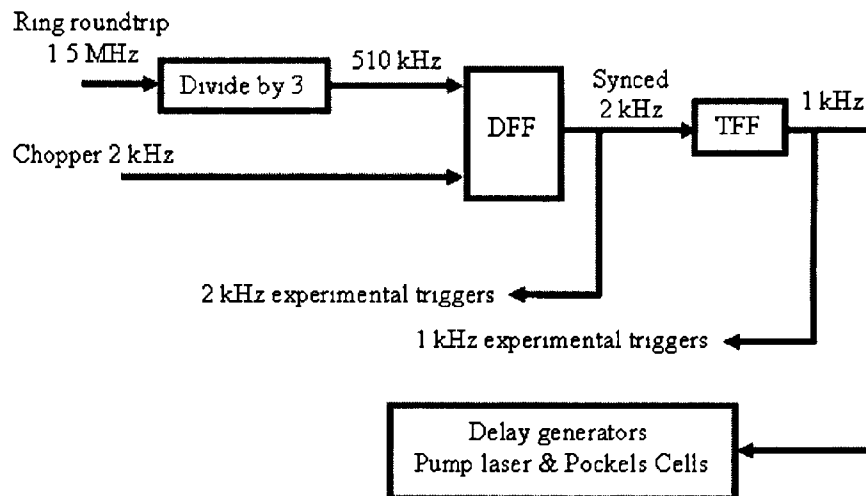 Ring roundtrip
1 5 MHz
Divide by 3
510 kHz
DFF
Synced
2 kHz
TFF
1 kHz
Chopper 2 kHz
2 kHz experimental triggers
1 kHz experimental triggers
Delay generators
Pump laser & Pockels Cells